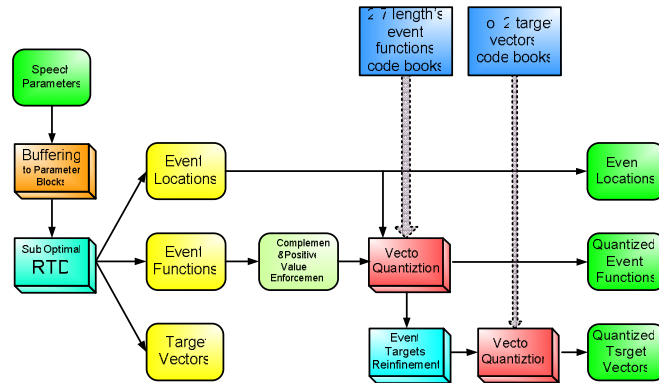 2 7 length's
event
functions
code books
o 2 target
vectors
code books
Speech
Parameters
Buffering
to Parameter
Blocks
Event
Locations
Even
Locations
Sub Optimal
RTD
Event
Functions
Complement
&Positive
Value
Enforcement
Vecto
Quantiztion
Quantized
Event
Functions
Target
Vectors
Event
Targets
Reinfinement
Vecto
Quantiztion
Quantized
Tsrget
Vectors